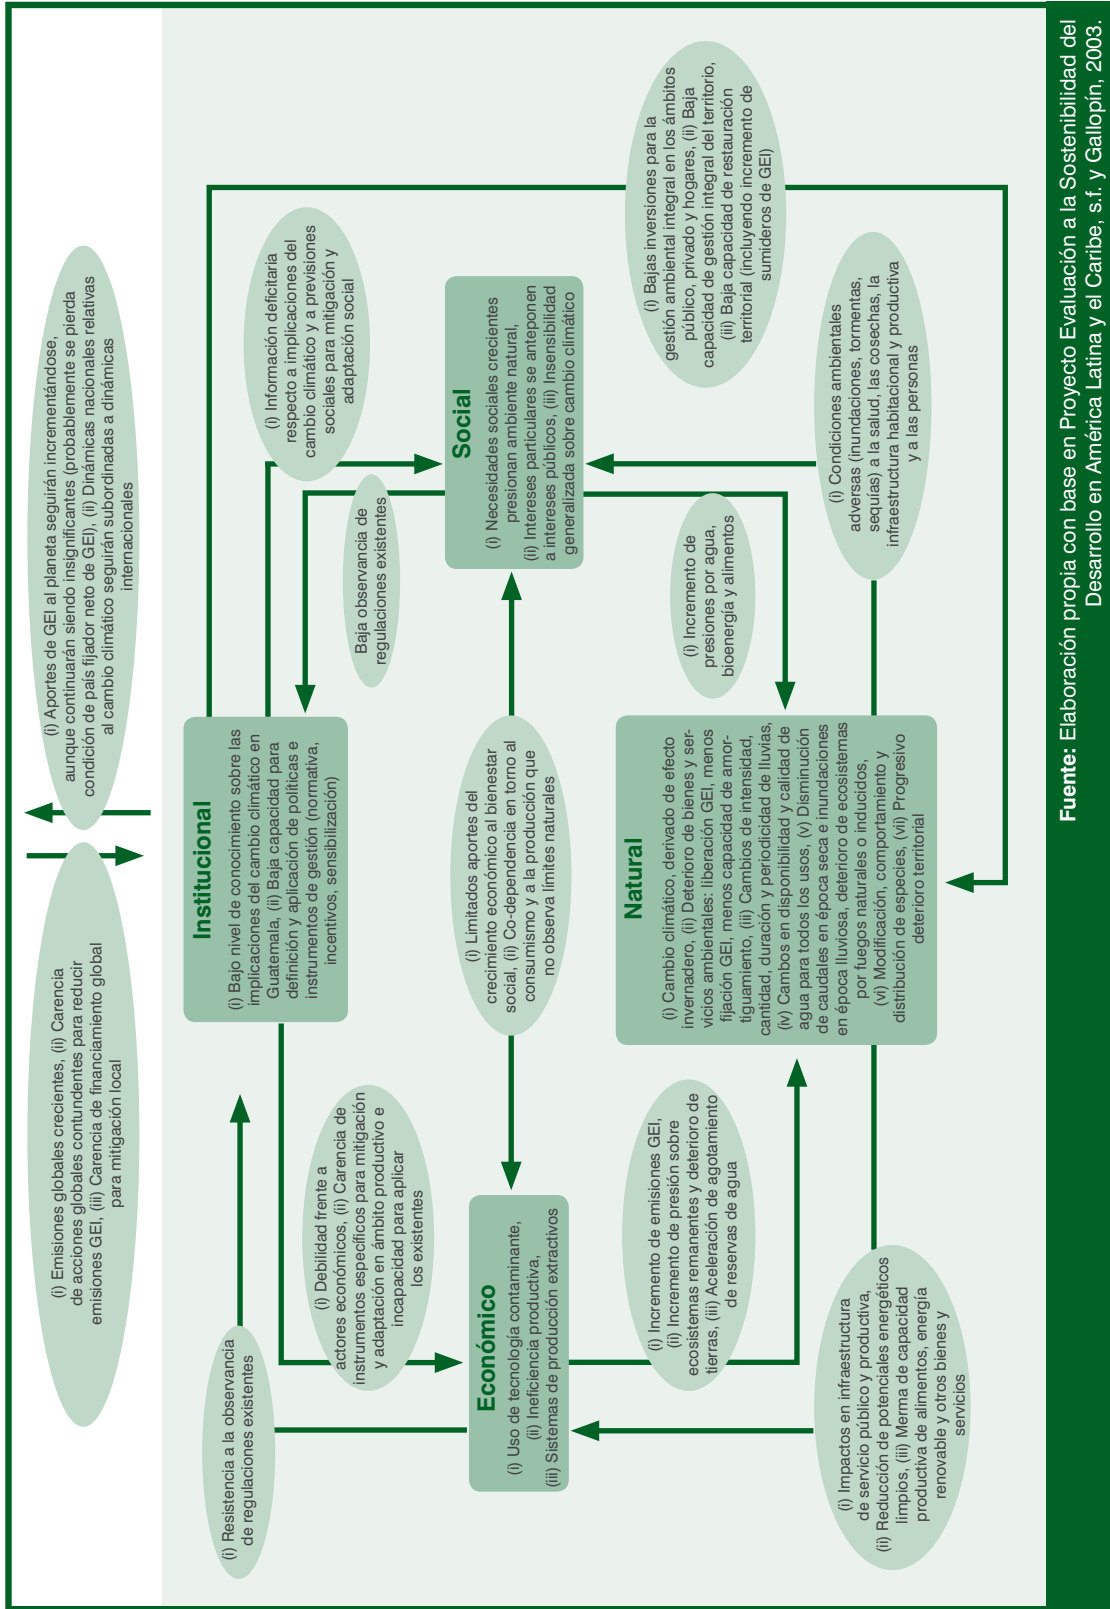 (i) Emisiones globales crecientes, (ii) Carencia
de acciones globales contundentes para reducir
emisiones GEI, (iii) Carencia de financiamiento global
para mitigación local
(i) Aportes de GEI al planeta seguirán incrementándose,
aunque continuarán siendo insignificantes (probablemente se pierda
condición de país fijador neto de GEI), (ii) Dinámicas nacionales relativas
al cambio climático seguirán subordinadas a dinámicas
internacionales
(i) Resistencia a la observancia
de regulaciones existentes
Institucional
(i) Bajo nivel de conocimiento sobre las
implicaciones del cambio climático en
Guatemala, (ii) Baja capacidad para
definición y aplicación de políticas e
instrumentos de gestión (normativa,
incentivos, sensibilización)
(i) Información deficitaria
respecto a implicaciones del
cambio climático y a previsiones
sociales para mitigación y
adaptación social
(i) Debilidad frente a
actores económicos, (ii) Carencia de
instrumentos específicos para mitigación
y adaptación en ámbito productivo e
incapacidad para aplicar
los existentes
Baja observancia de
regulaciones existentes
Económico
(i) Uso de tecnología contaminante,
(ii) Ineficiencia productiva,
(iii) Sistemas de producción extractivos
(i) Limitados aportes del
crecimiento económico al bienestar
social, (ii) Co-dependencia en torno al
consumismo y a la producción que
no observa límites naturales
Social
(i) Necesidades sociales crecientes
presionan ambiente natural,
(ii) Intereses particulares se anteponen
a intereses públicos, (iii) Insensibilidad
generalizada sobre cambio climático
(i) Incremento de emisiones GEI,
(ii) Incremento de presión sobre
ecosistemas remanentes y deterioro de
tierras, (iii) Aceleración de agotamiento
de reservas de agua
(i) Incremento de
presiones por agua,
bioenergía y alimentos
(i) Bajas inversiones para la
gestión ambiental integral en los ámbitos
público, privado y hogares, (ii) Baja
capacidad de gestión integral del territorio,
(iii) Baja capacidad de restauración
territorial (incluyendo incremento de
sumideros de GEI)
Natural
(i) Cambio climático, derivado de efecto
invernadero, (ii) Deterioro de bienes y ser-
vicios ambientales: liberación GEI, menos
fijación GEI, menos capacidad de amor-
tiguamiento, (iii) Cambios de intensidad,
cantidad, duración y periodicidad de lluvias,
(iv) Cambos en disponibilidad y calidad de
agua para todos los usos, (v) Disminución
de caudales en época seca e inundaciones
en época lluviosa, deterioro de ecosistemas
por fuegos naturales o inducidos,
(vi) Modificación, comportamiento y
distribución de especies, (vii) Progresivo
deterioro territorial
(i) Impactos en infraestructura
de servicio público y productiva,
(ii) Reducción de potenciales energéticos
limpios, (iii) Merma de capacidad
productiva de alimentos, energía
renovable y otros bienes y
servicios
(i) Condiciones ambientales
adversas (inundaciones, tormentas,
sequías) a la salud, las cosechas, la
infraestructura habitacional y productiva
y a las personas
Fuente: Elaboración propia con base en Proyecto Evaluación a la Sostenibilidad del
Desarrollo en América Latina y el Caribe, s.f. y Gallopín, 2003.